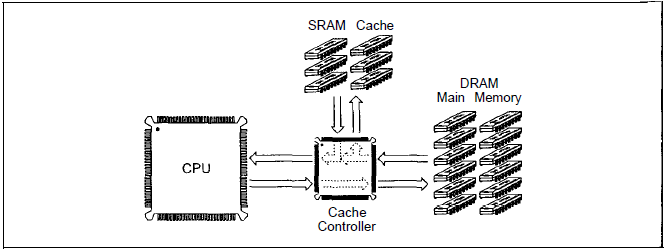 SRAM Cache
DRAM
Main Memory
CPU
Cache
Controller